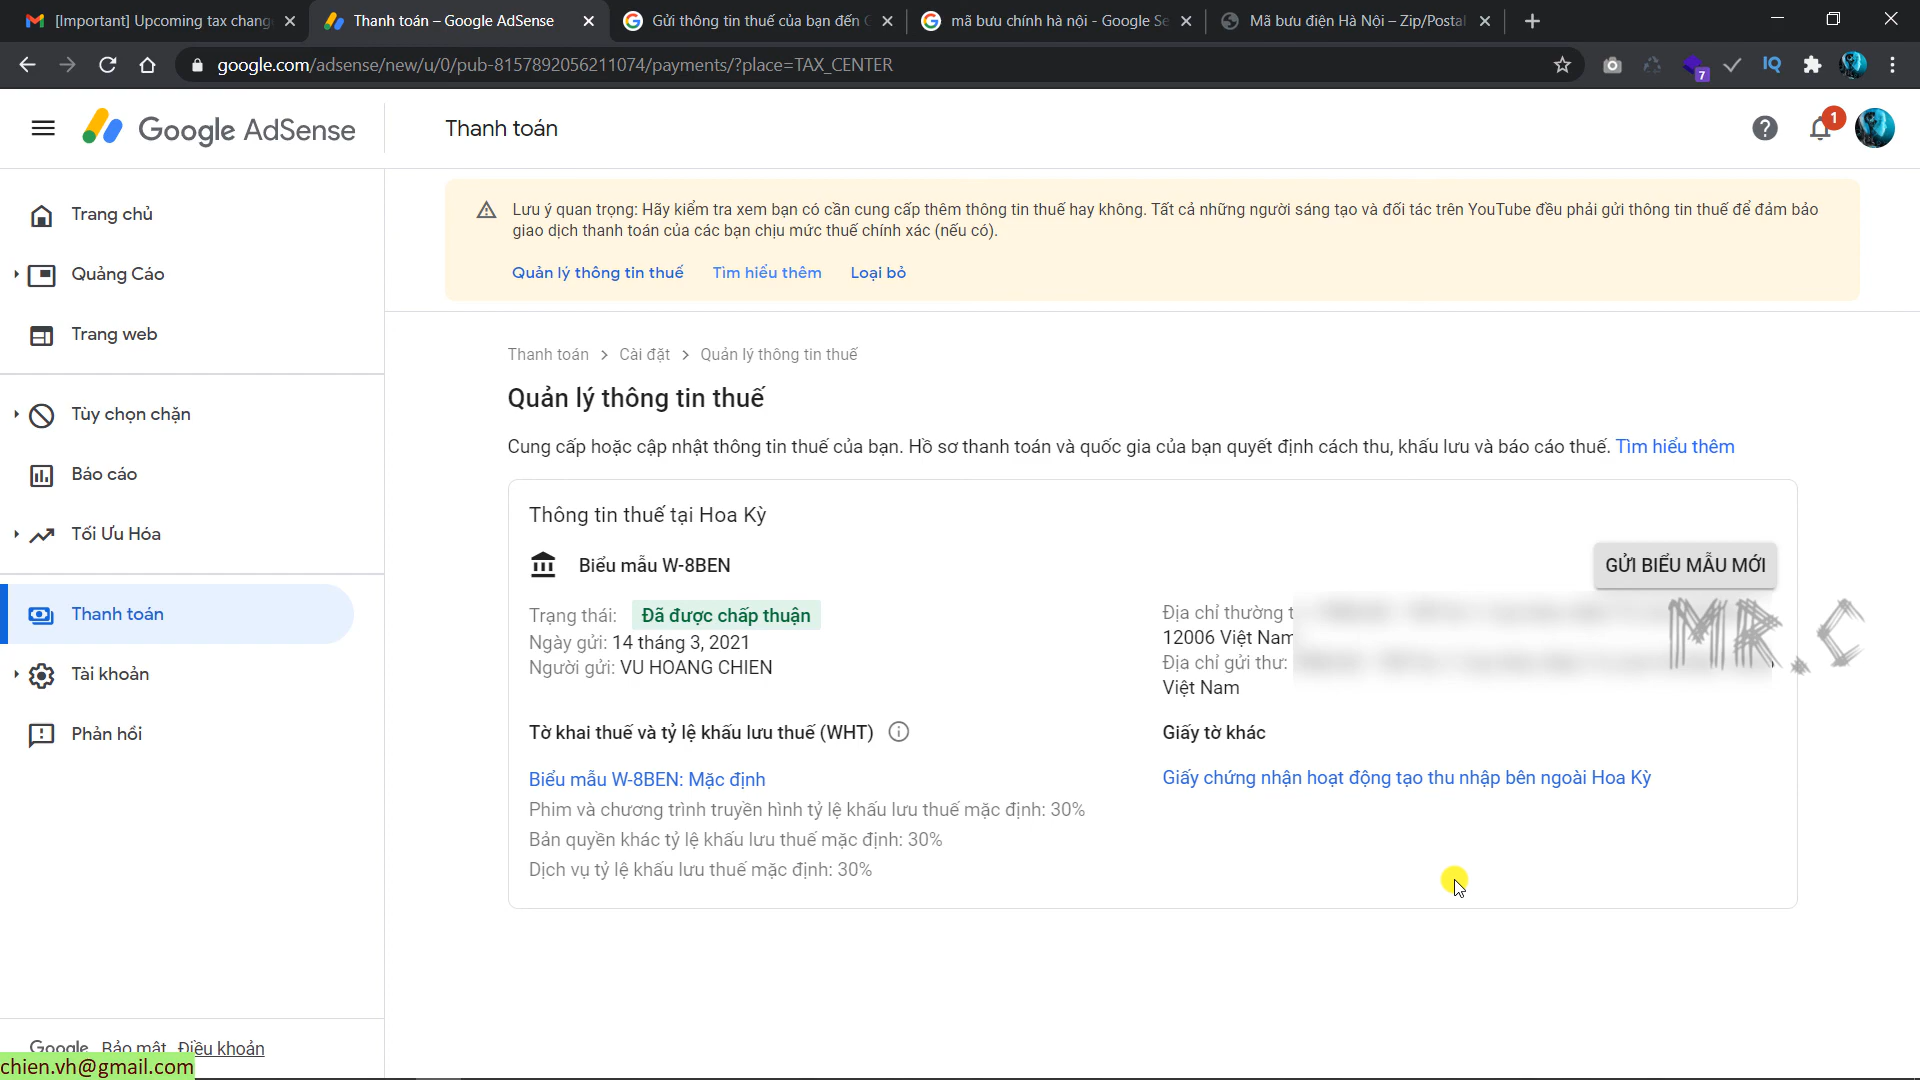 [Important] Upcoming tax chang
Thanh toán – Google AdSense
Gửi thông tin thuế của bạn đến
mã bưu chính hà nội - Google Se
Mã bưu điện Hà Nội – Zip/Postal
google.com/adsense/new/u/0/pub-8157892056211074/payments/?place=TAX_CENTER
7
IQ
Google AdSense
Thanh toán
1
Trang chủ
Quảng Cáo
Trang web
Tùy chọn chặn
Báo cáo
Tối Ưu Hóa
Thanh toán
Tài khoản
Phản hồi
Lưu ý quan trọng: Hãy kiểm tra xem bạn có cần cung cấp thêm thông tin thuế hay không. Tất cả những người sáng tạo và đối tác trên YouTube đều phải gửi thông tin thuế để đảm bảo
giao dịch thanh toán của các bạn chịu mức thuế chính xác (nếu có).
Quản lý thông tin thuế Tìm hiểu thêm Loại bỏ
Thanh toán > Cài đặt > Quản lý thông tin thuế
Quản lý thông tin thuế
Cung cấp hoặc cập nhật thông tin thuế của bạn. Hồ sơ thanh toán và quốc gia của bạn quyết định cách thu, khấu lưu và báo cáo thuế. Tìm hiểu thêm
Thông tin thuế tại Hoa Kỳ
Biểu mẫu W-8BEN
GỬI BIỂU MẪU MỚI
Trạng thái: Đã được chấp thuận
Ngày gửi: 14 tháng 3, 2021
Người gửi: VU HOANG CHIEN
Địa chỉ thường t
12006 Việt Nam
Địa chỉ gửi thư:
Việt Nam
MR.C
Tờ khai thuế và tỷ lệ khấu lưu thuế (WHT)
Biểu mẫu W-8BEN: Mặc định
Phim và chương trình truyền hình tỷ lệ khấu lưu thuế mặc định: 30%
Bản quyền khác tỷ lệ khấu lưu thuế mặc định: 30%
Dịch vụ tỷ lệ khấu lưu thuế mặc định: 30%
Giấy tờ khác
Giấy chứng nhận hoạt động tạo thu nhập bên ngoài Hoa Kỳ
Google Bảo mật Điều khoản
chien.vh@gmail.com